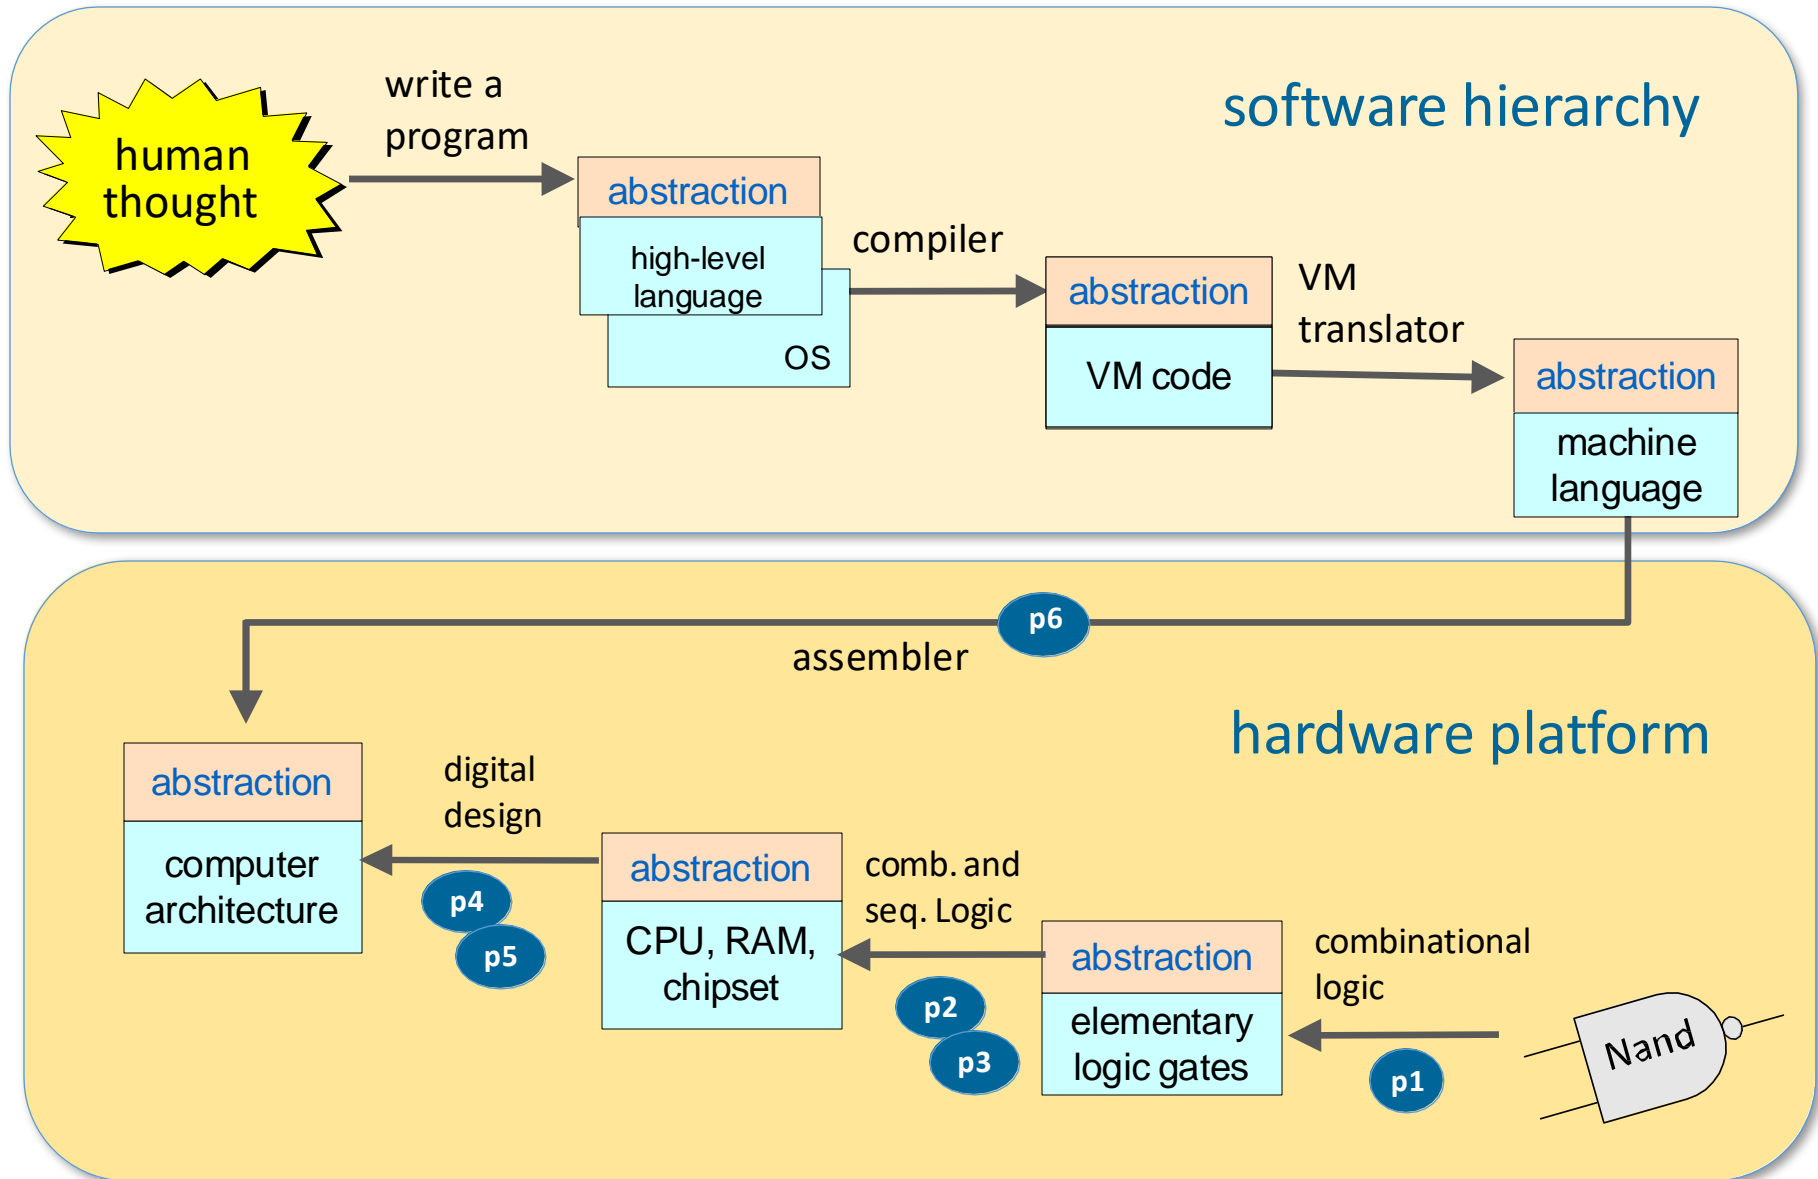 software hierarchy
human
thought
write a
program
abstraction
high-level
language
OS
compiler
abstraction
VM code
VM
translator
abstraction
machine
language
p6
assembler
hardware platform
abstraction
computer
architecture
digital
design
p4
p5
abstraction
CPU, RAM,
chipset
comb. and
seq. Logic
p2
p3
abstraction
elementary
logic gates
combinational
logic
p1
Nand